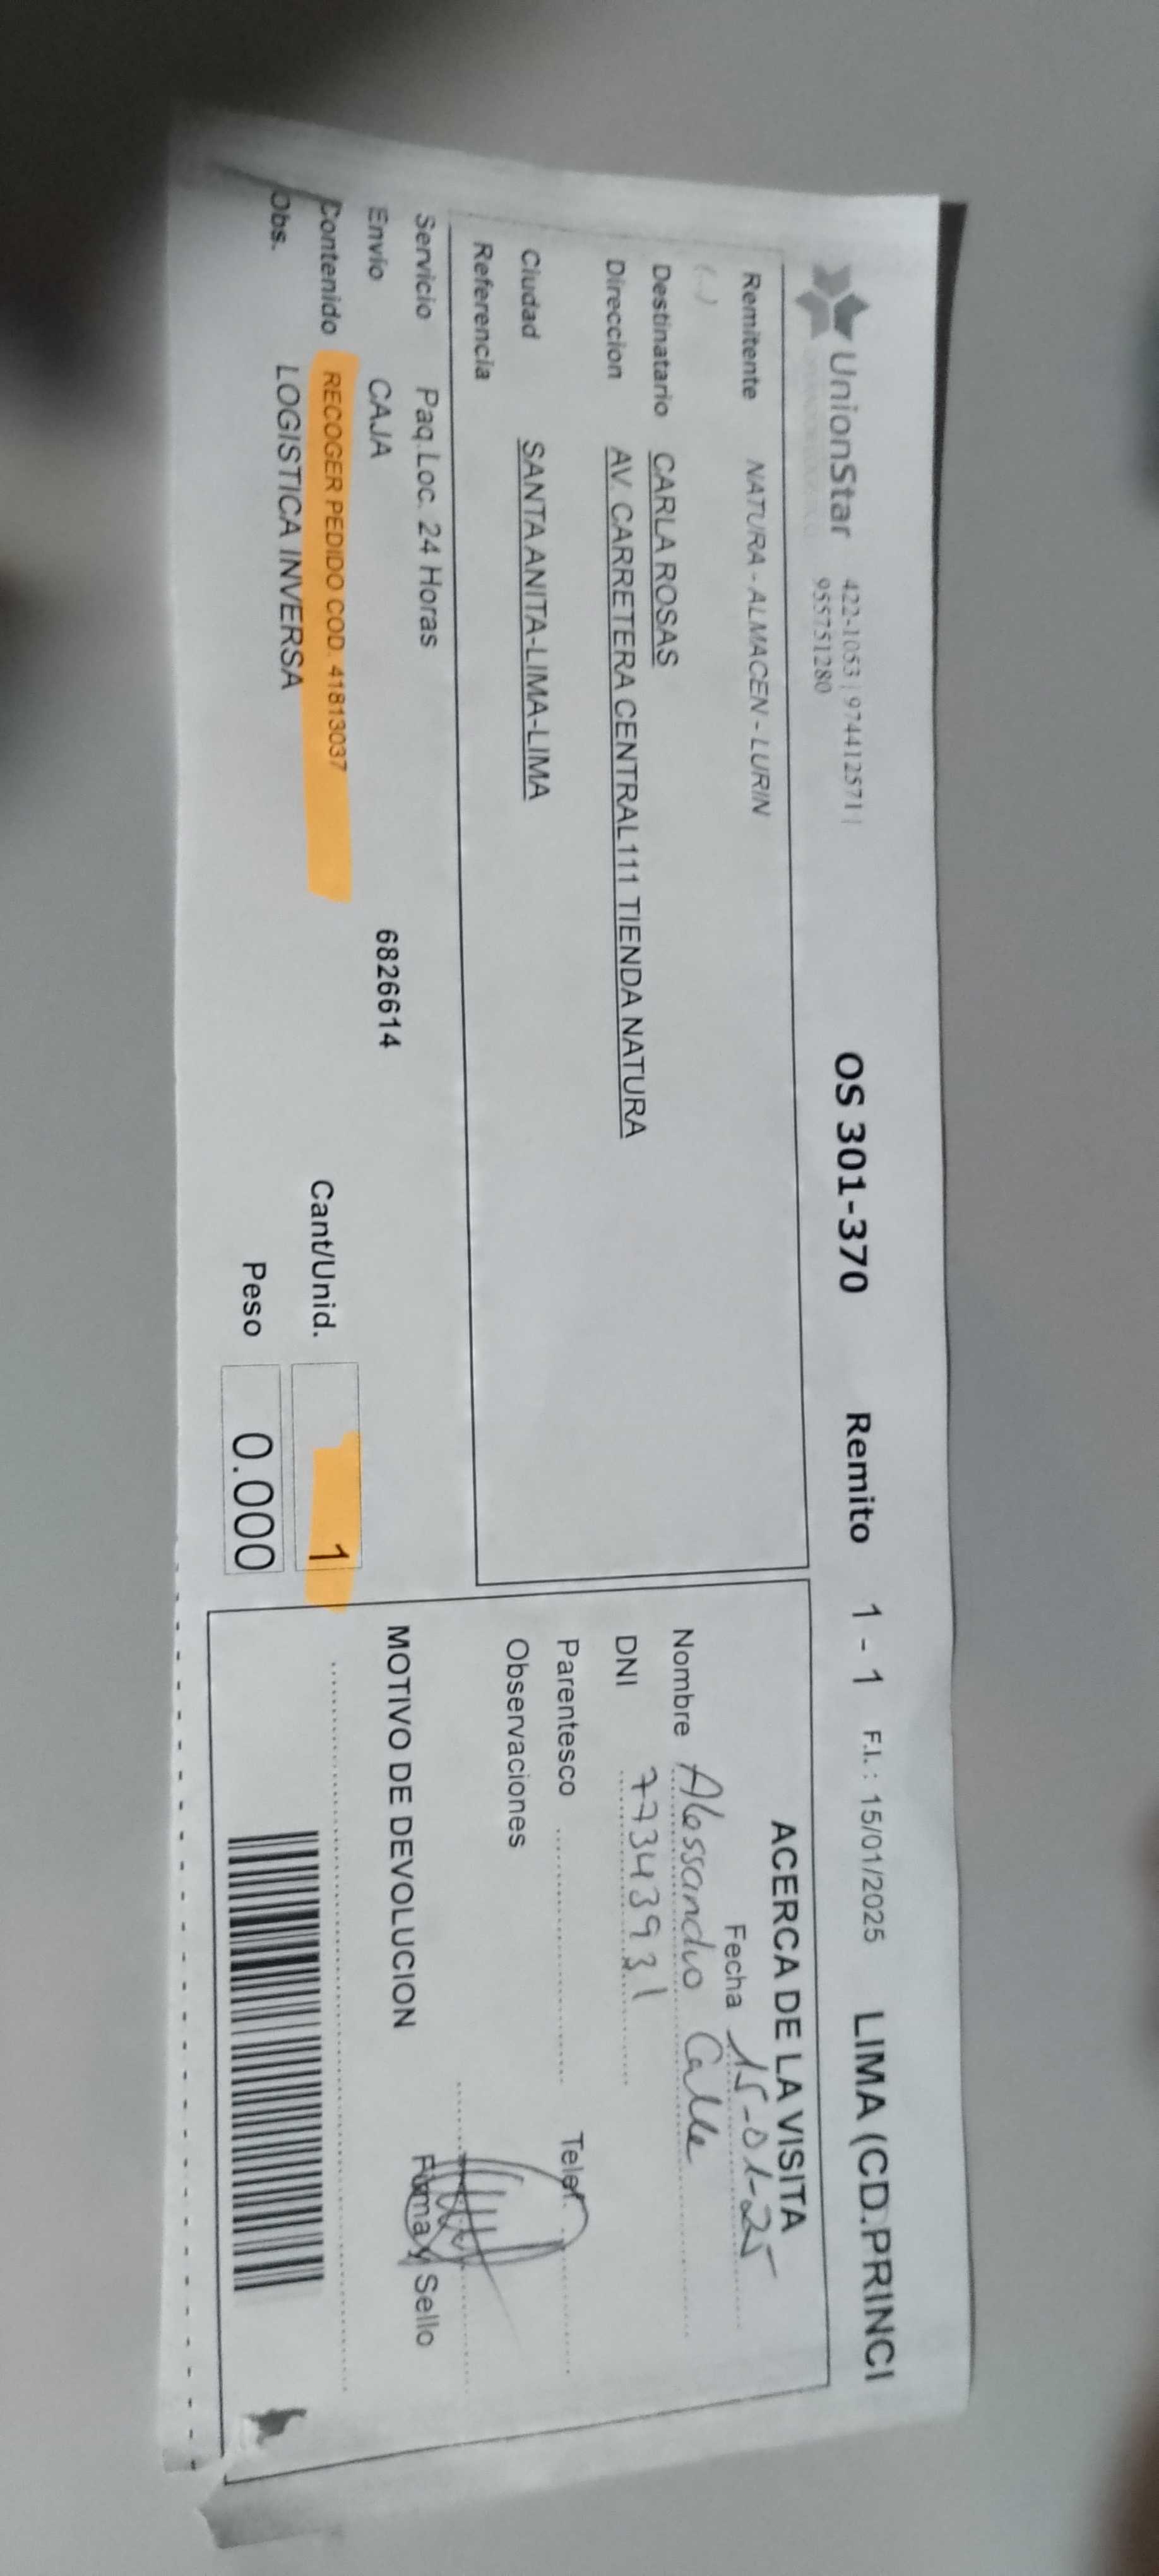 UnionStar 422-1053 | 974412571 | OS 301-370 Remito 1 - 1 F.I. : 15/01/2025 LIMA (CD.PRINCI
955751280
Remitente NATURA - ALMACEN - LURIN
(...)
Destinatario CARLA ROSAS
Direccion AV. CARRETERA CENTRAL111 TIENDA NATURA
Ciudad SANTA ANITA-LIMA-LIMA
Referencia
Servicio Paq.Loc. 24 Horas
Envio CAJA 6826614
Contenido RECOGER PEDIDO COD. 41813037
Obs. LOGISTICA INVERSA
Cant/Unid. 1
Peso 0.000
ACERCA DE LA VISITA
Fecha 15-01-25
Nombre Alessandro Calle
DNI 77343931
Parentesco Telef.
Observaciones
Firma y Sello
MOTIVO DE DEVOLUCION